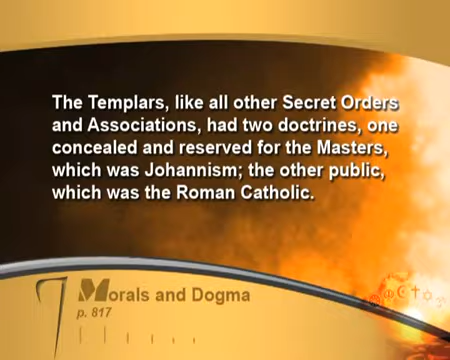 The Templars, like all other Secret Orders
and Associations, had two doctrines, one
concealed and reserved for the Masters,
which was Johannism; the other public,
which was the Roman Catholic.
Morals and Dogma
p. 817